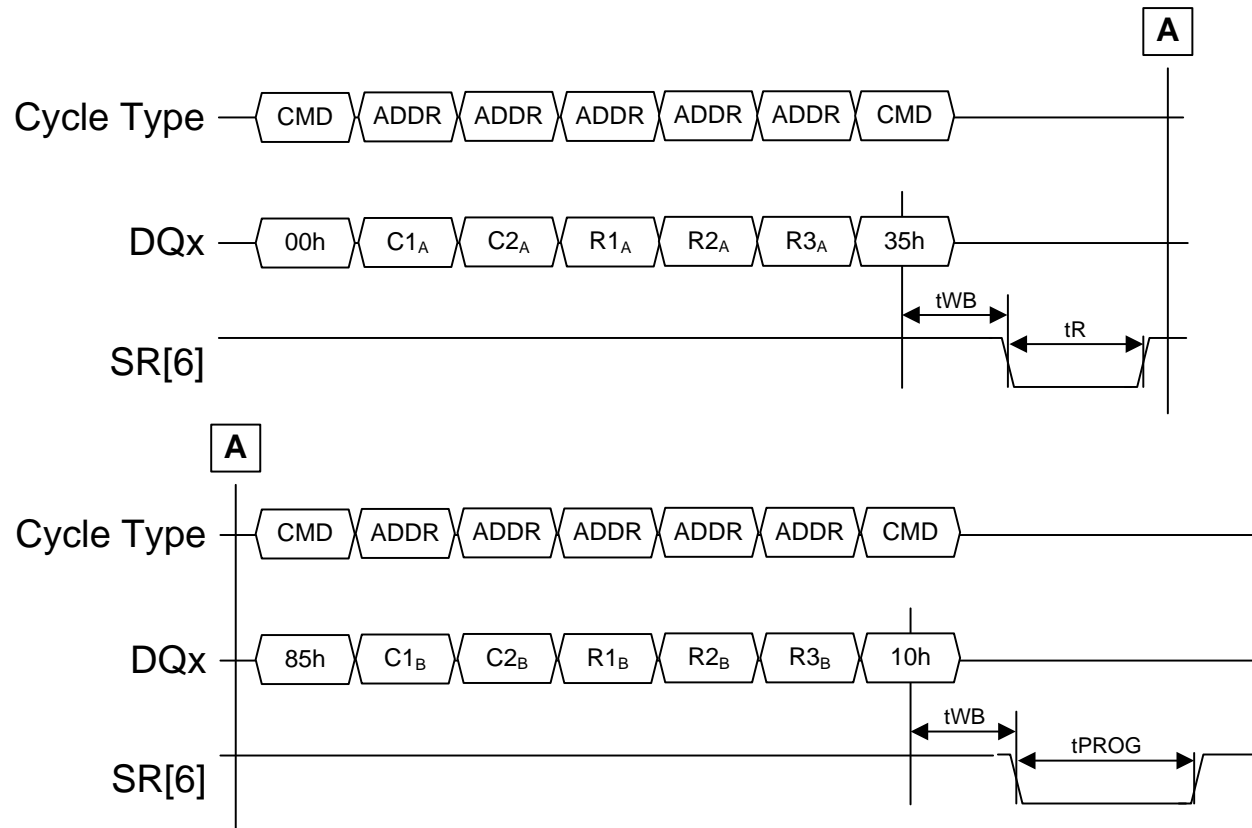 A
Cycle Type CMD ADDR ADDR ADDR ADDR ADDR CMD
DQx 00h C1A C2A R1A R2A R3A 35h
tWB
tR
SR[6]
A
Cycle Type CMD ADDR ADDR ADDR ADDR ADDR CMD
DQx 85h C1B C2B R1B R2B R3B 10h
tWB
tPROG
SR[6]